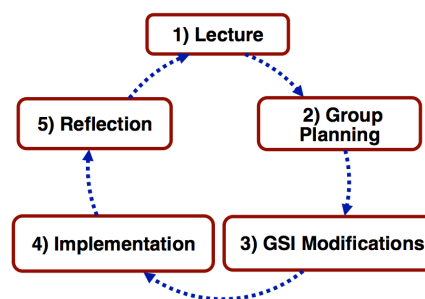 1) Lecture
2) Group
Planning
3) GSI Modifications
4) Implementation
5) Reflection